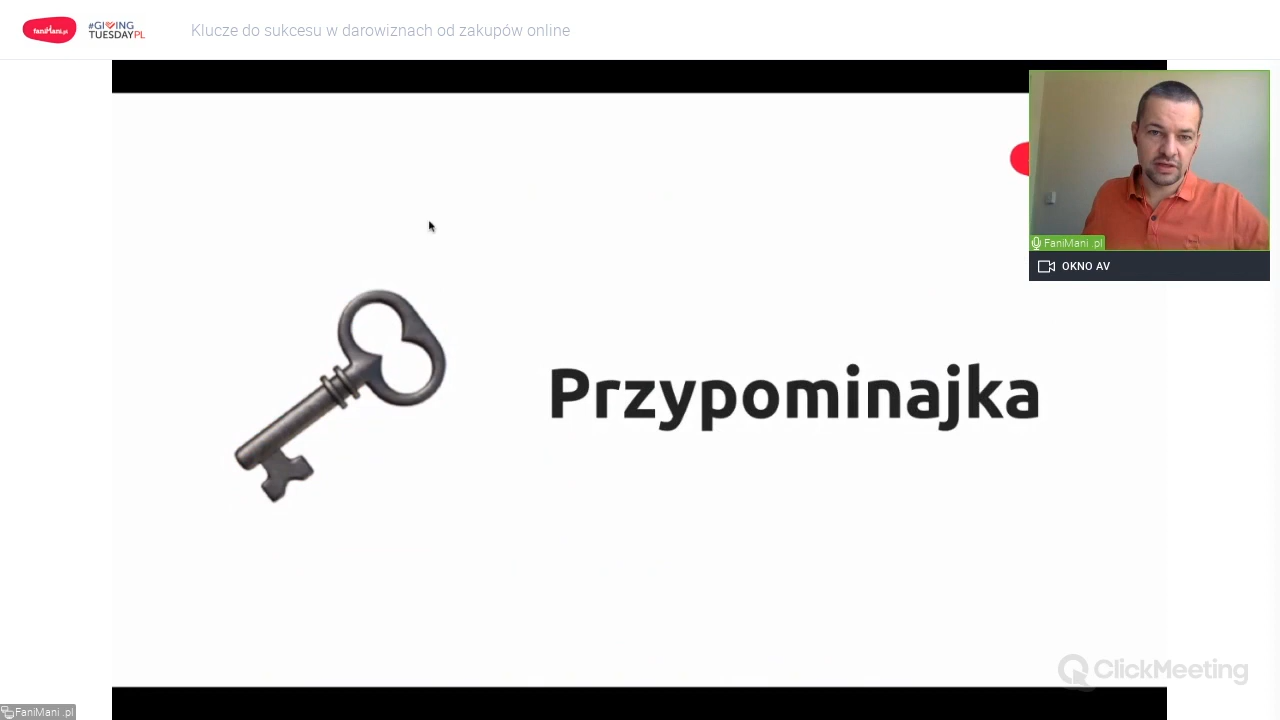 faniMani.pl
#GIVING
TUESDAYPL
Klucze do sukcesu w darowiznach od zakupów online
FaniMani .pl
OKNO AV
Przypominajka
ClickMeeting
FaniMani .pl